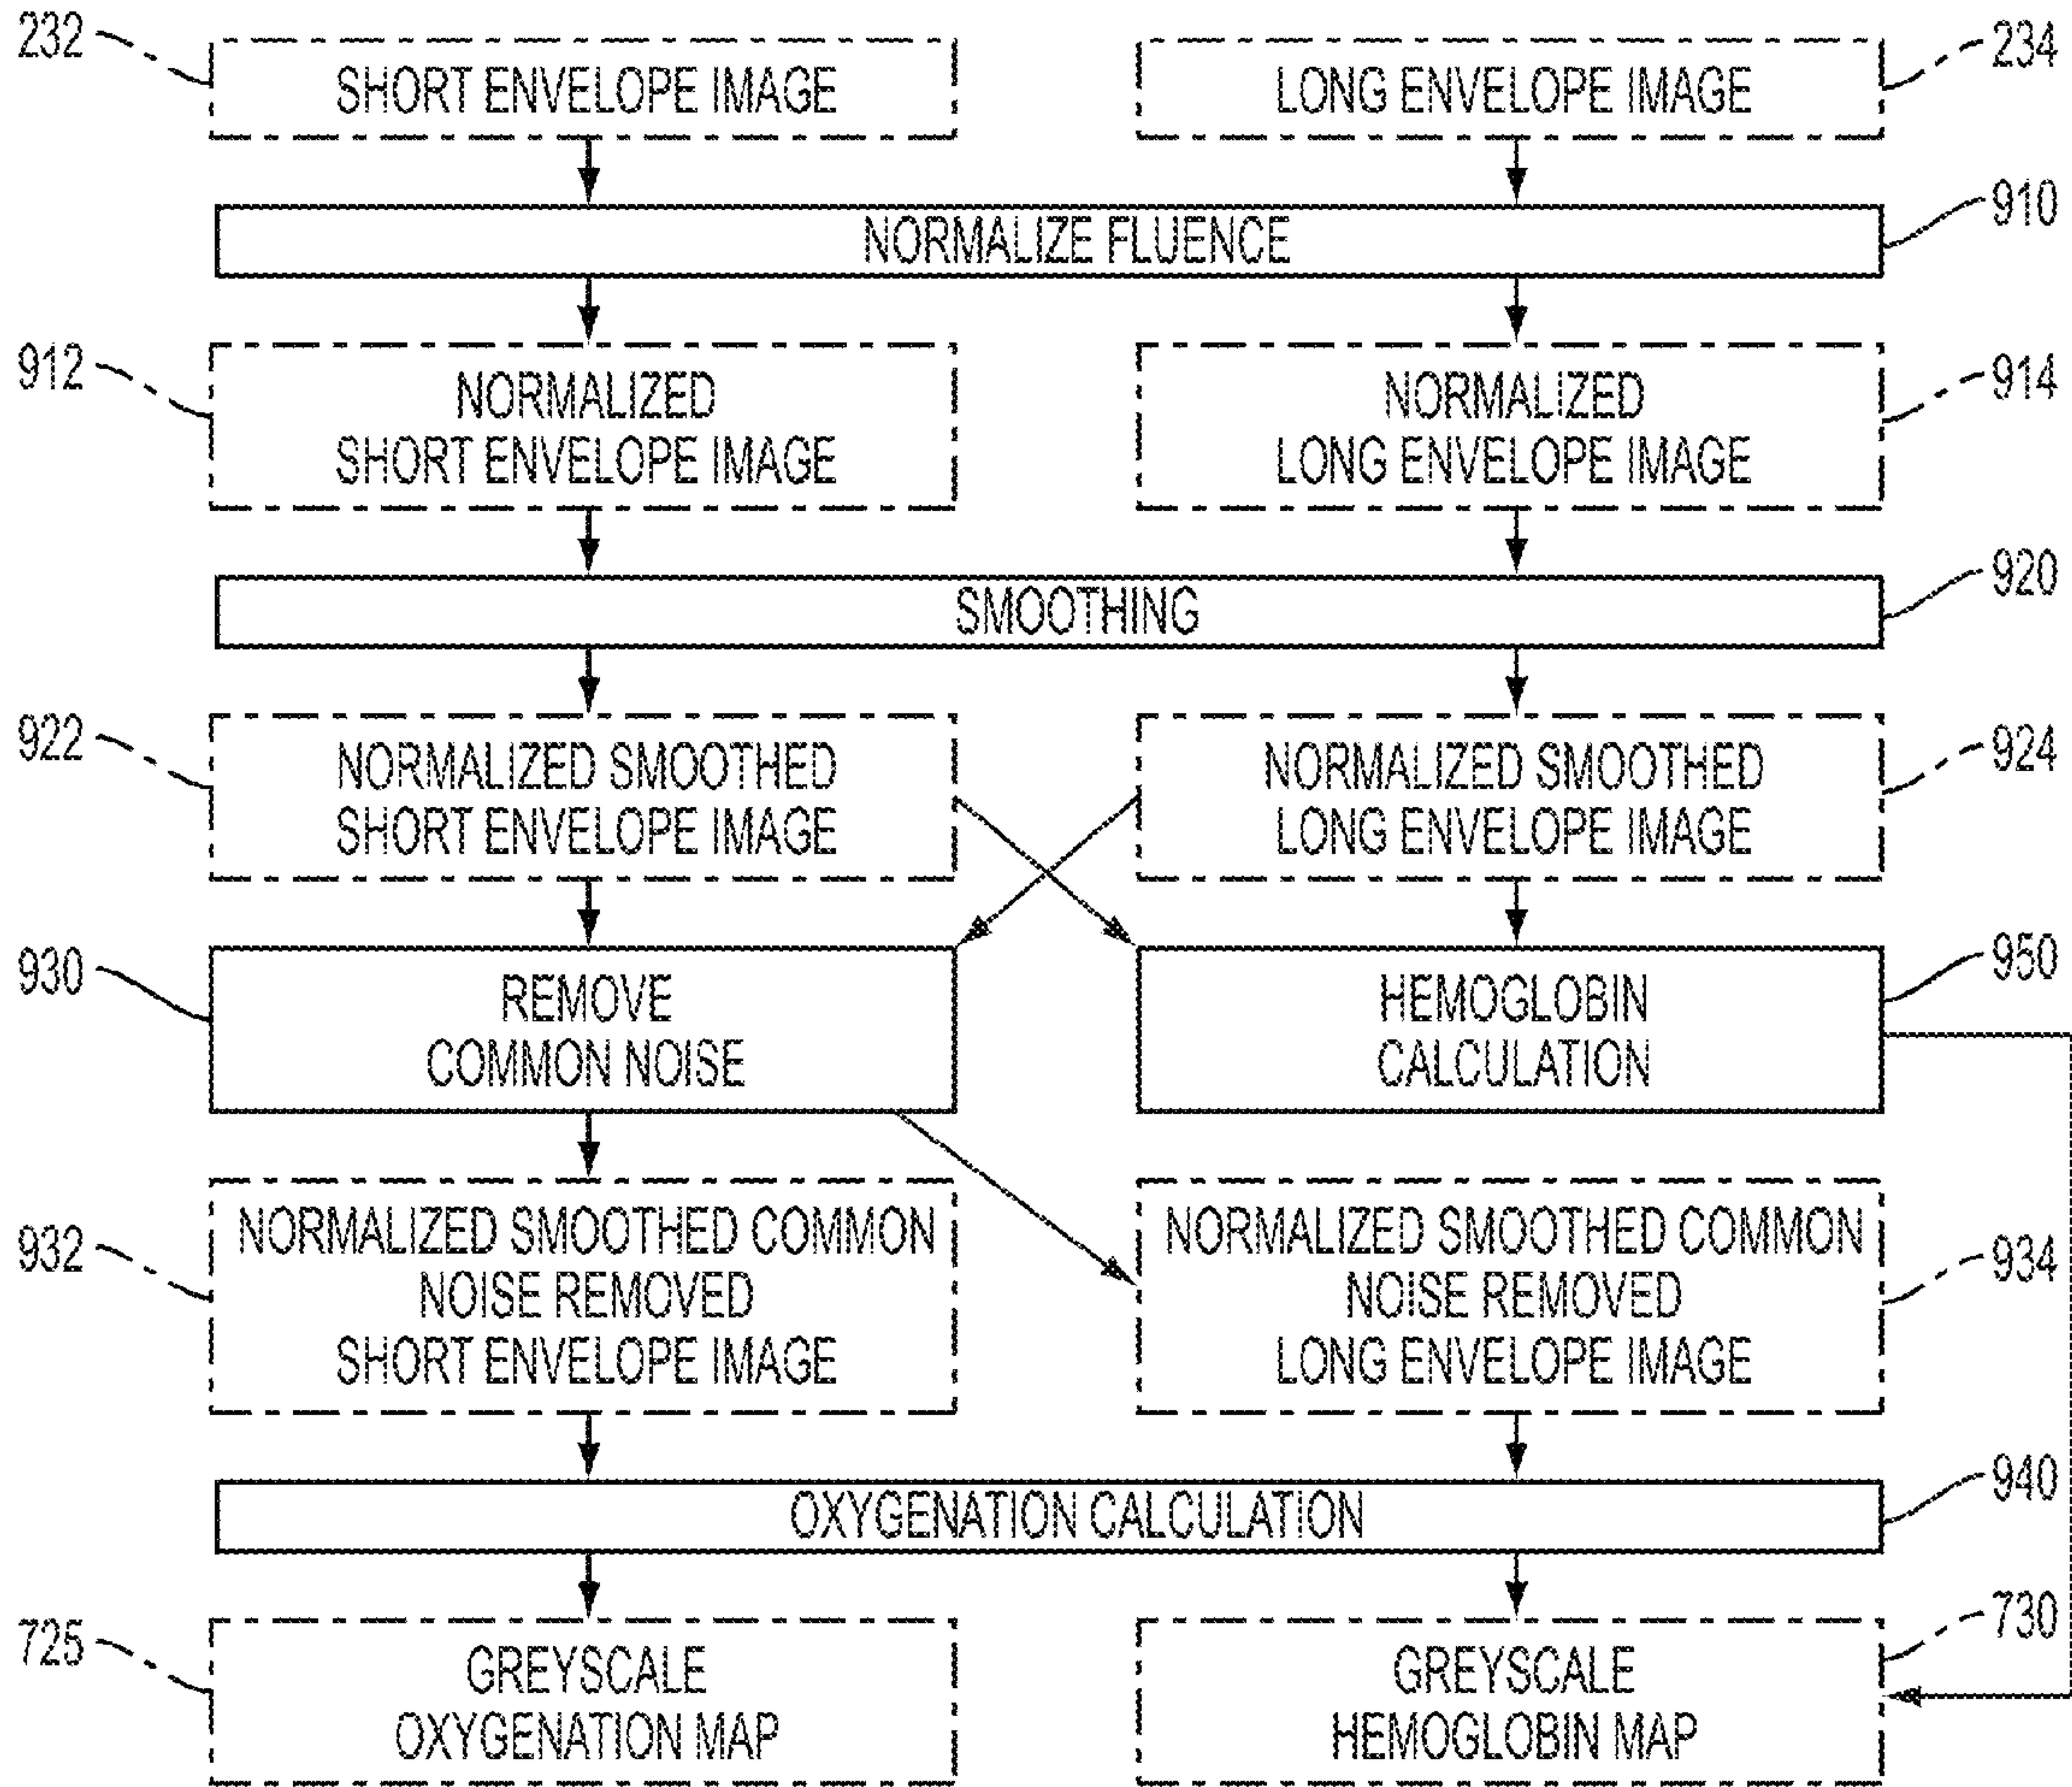 232
SHORT ENVELOPE IMAGE
LONG ENVELOPE IMAGE
234
NORMALIZE FLUENCE
910
912
NORMALIZED
SHORT ENVELOPE IMAGE
NORMALIZED
LONG ENVELOPE IMAGE
914
SMOOTHING
920
922
NORMALIZED SMOOTHED
SHORT ENVELOPE IMAGE
NORMALIZED SMOOTHED
LONG ENVELOPE IMAGE
924
930
REMOVE
COMMON NOISE
HEMOGLOBIN
CALCULATION
950
932
NORMALIZED SMOOTHED COMMON
NOISE REMOVED
SHORT ENVELOPE IMAGE
NORMALIZED SMOOTHED COMMON
NOISE REMOVED
LONG ENVELOPE IMAGE
934
OXYGENATION CALCULATION
940
725
GREYSCALE
OXYGENATION MAP
GREYSCALE
HEMOGLOBIN MAP
730